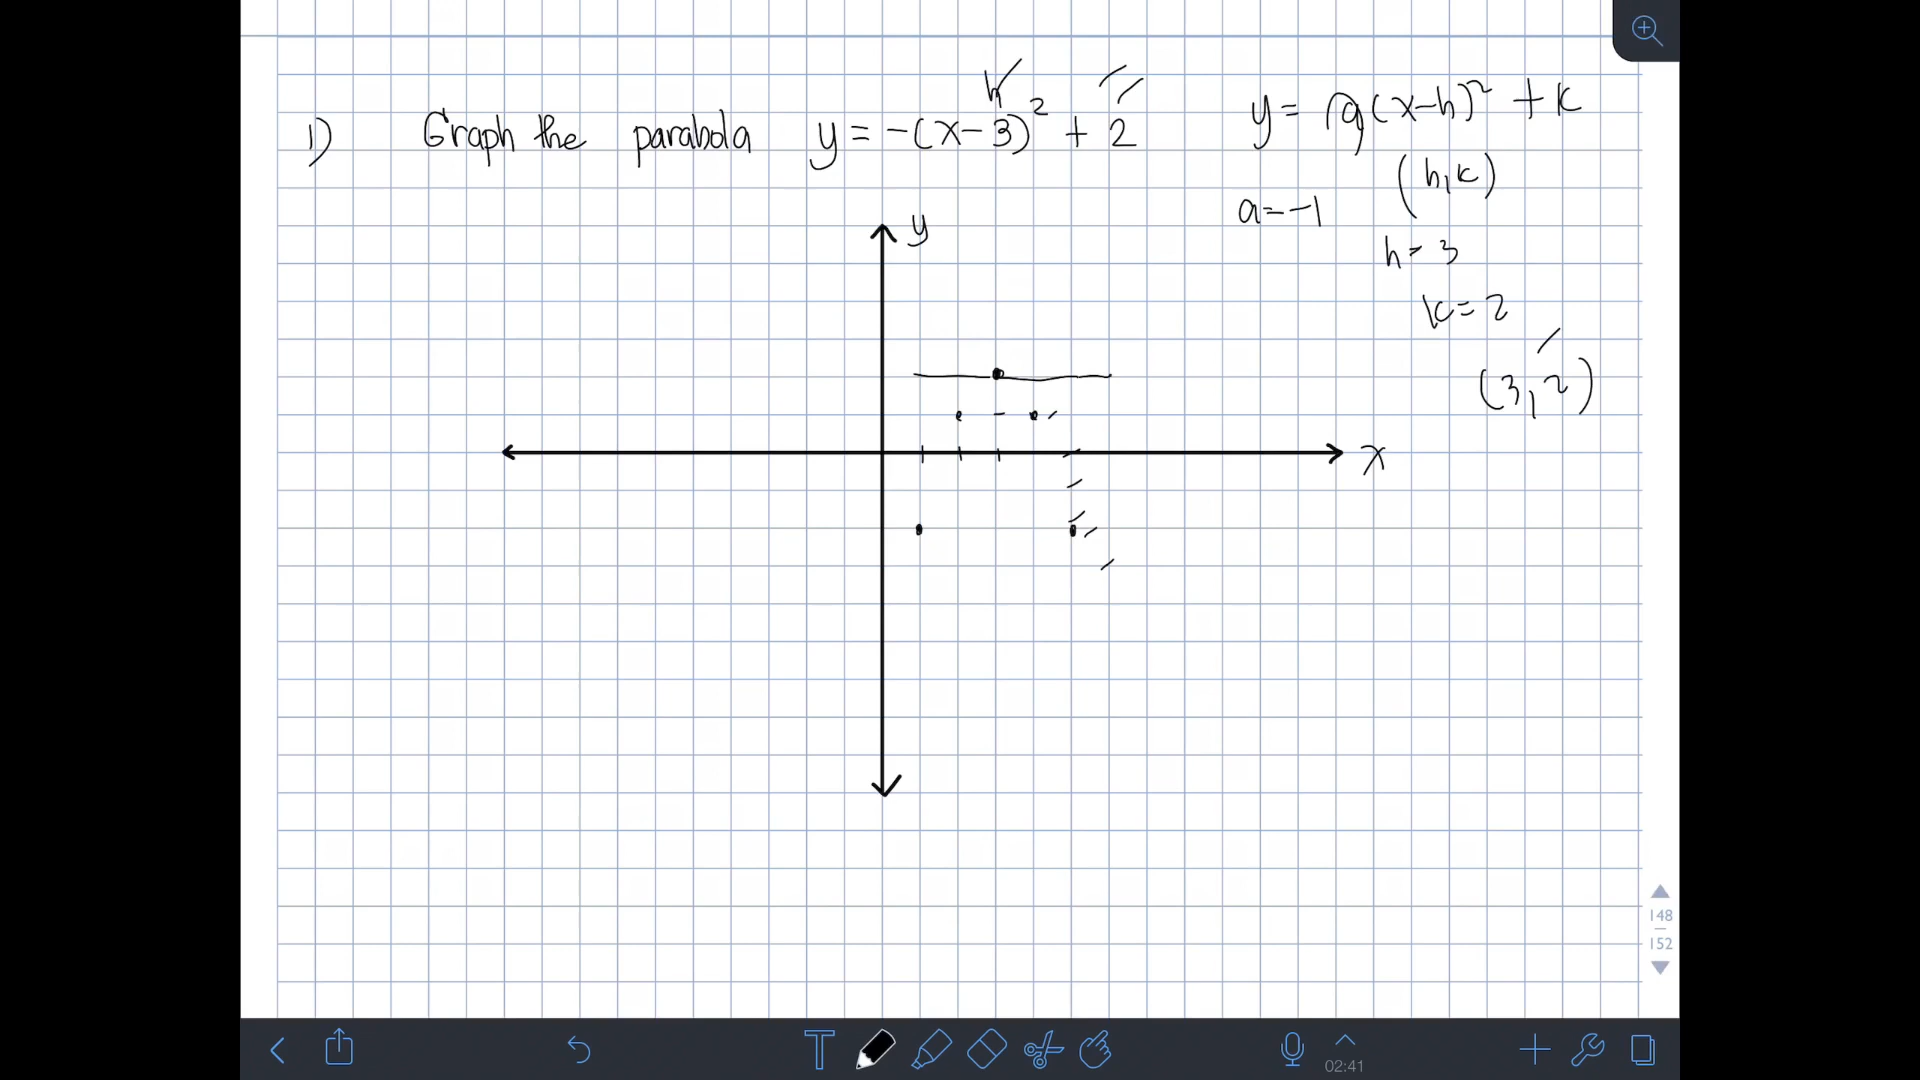 1) Graph the parabola y = -(x-3)² + 2
h
y = a(x-h)² + k
(h,k)
a=-1
h = 3
k = 2
(3,2)
y
x
148
152
T
02:41